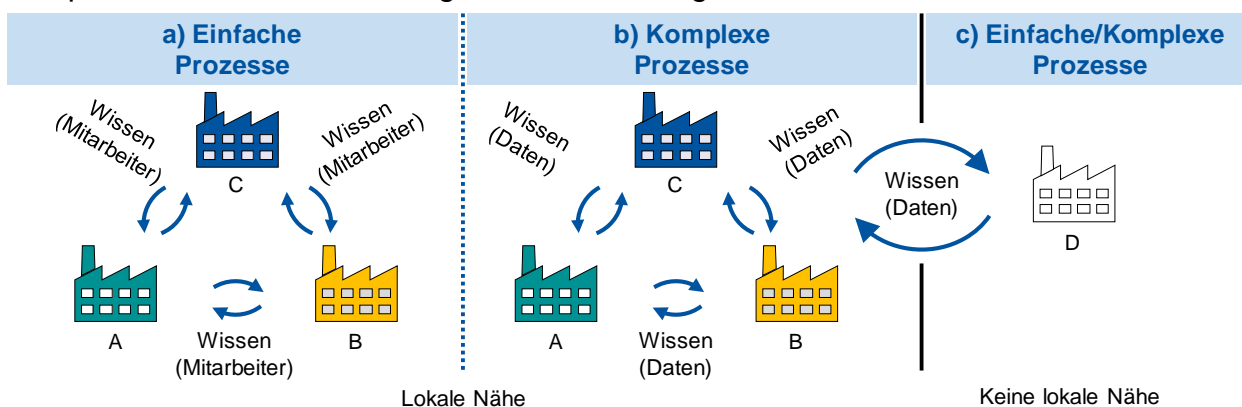 a) Einfache
Prozesse
b) Komplexe
Prozesse
c) Einfache/Komplexe
Prozesse
Wissen
(Mitarbeiter)
Wissen
(Mitarbeiter)
C
A
B
Wissen
(Mitarbeiter)
Wissen
(Daten)
Wissen
(Daten)
C
A
B
Wissen
(Daten)
Wissen
(Daten)
D
Lokale Nähe
Keine lokale Nähe